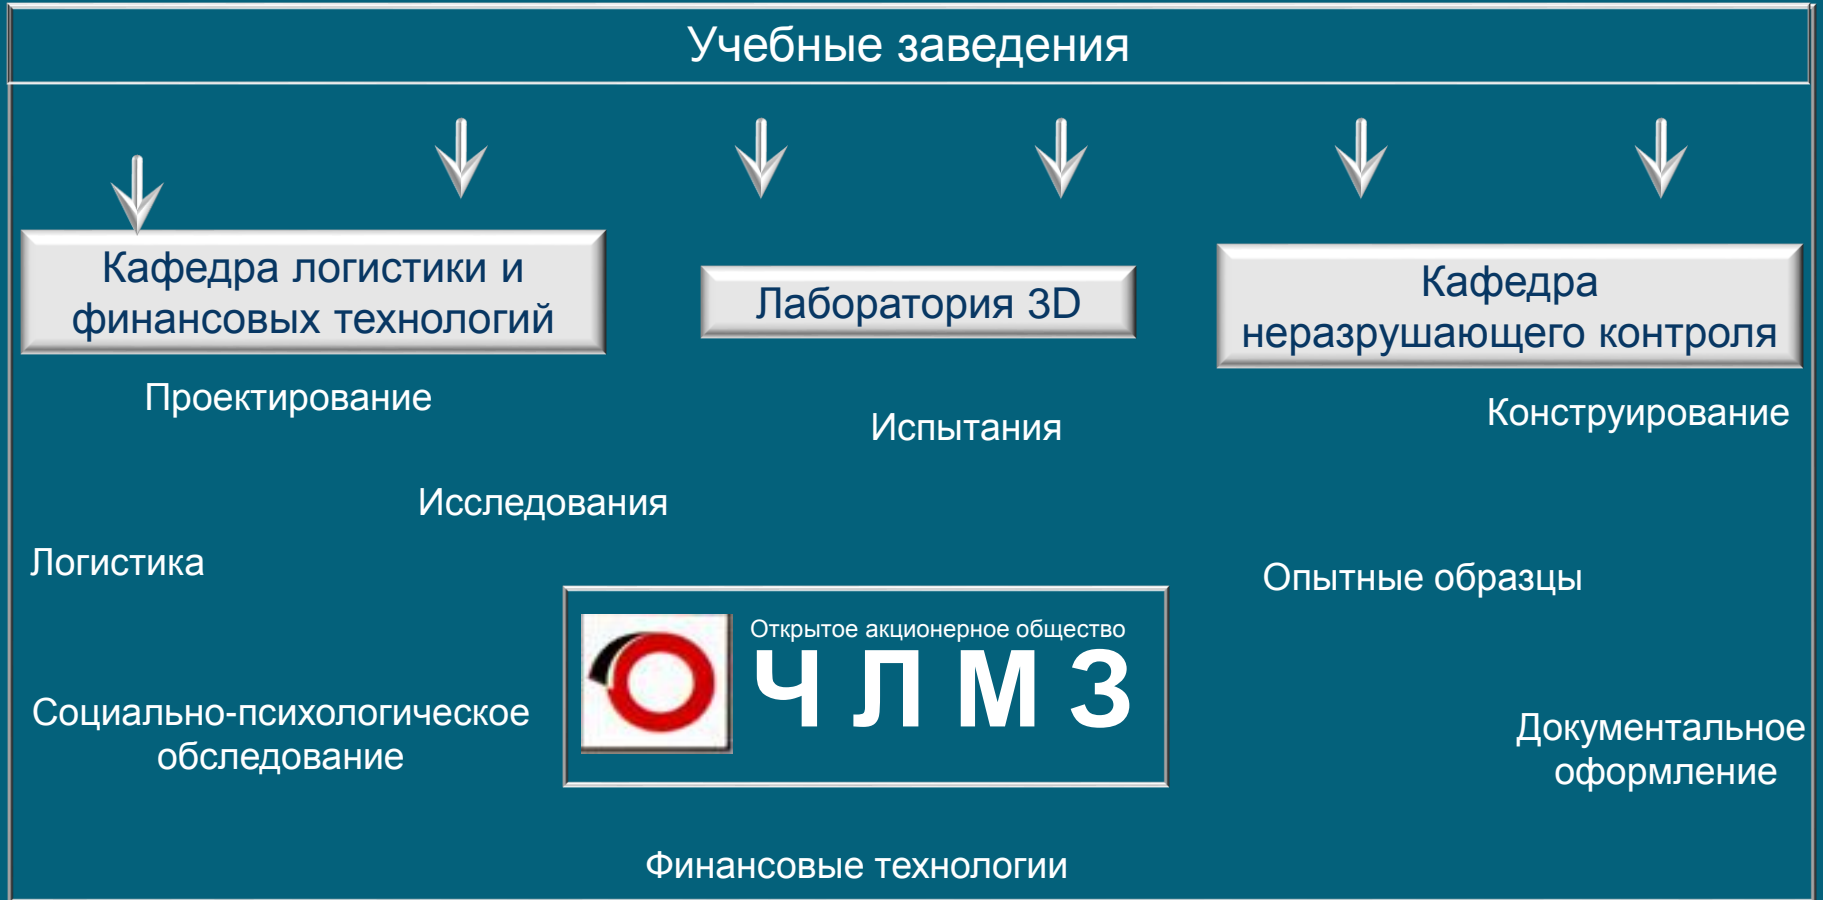 Учебные заведения
Кафедра логистики и
финансовых технологий
Лаборатория 3D
Кафедра
неразрушающего контроля
Проектирование
Испытания
Конструирование
Исследования
Логистика
Опытные образцы
Открытое акционерное общество
ЧЛМЗ
Социально-психологическое
обследование
Документальное
оформление
Финансовые технологии